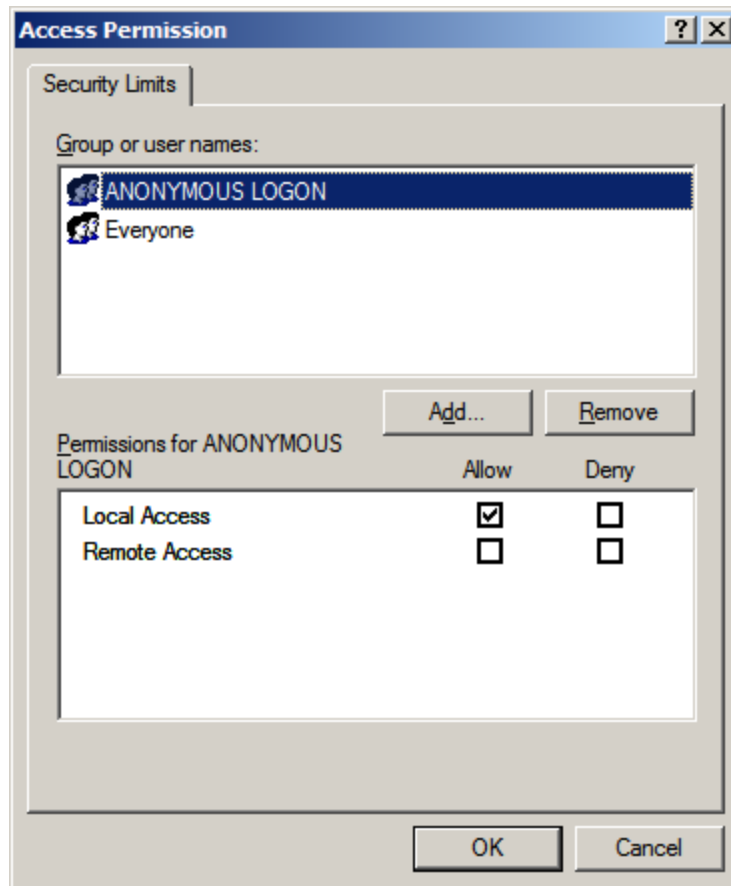 Access Permission
Security Limits
Group or user names:
ANONYMOUS LOGON
Everyone
Add...
Remove
Permissions for ANONYMOUS
LOGON
Allow
Deny
Local Access
Remote Access
OK
Cancel